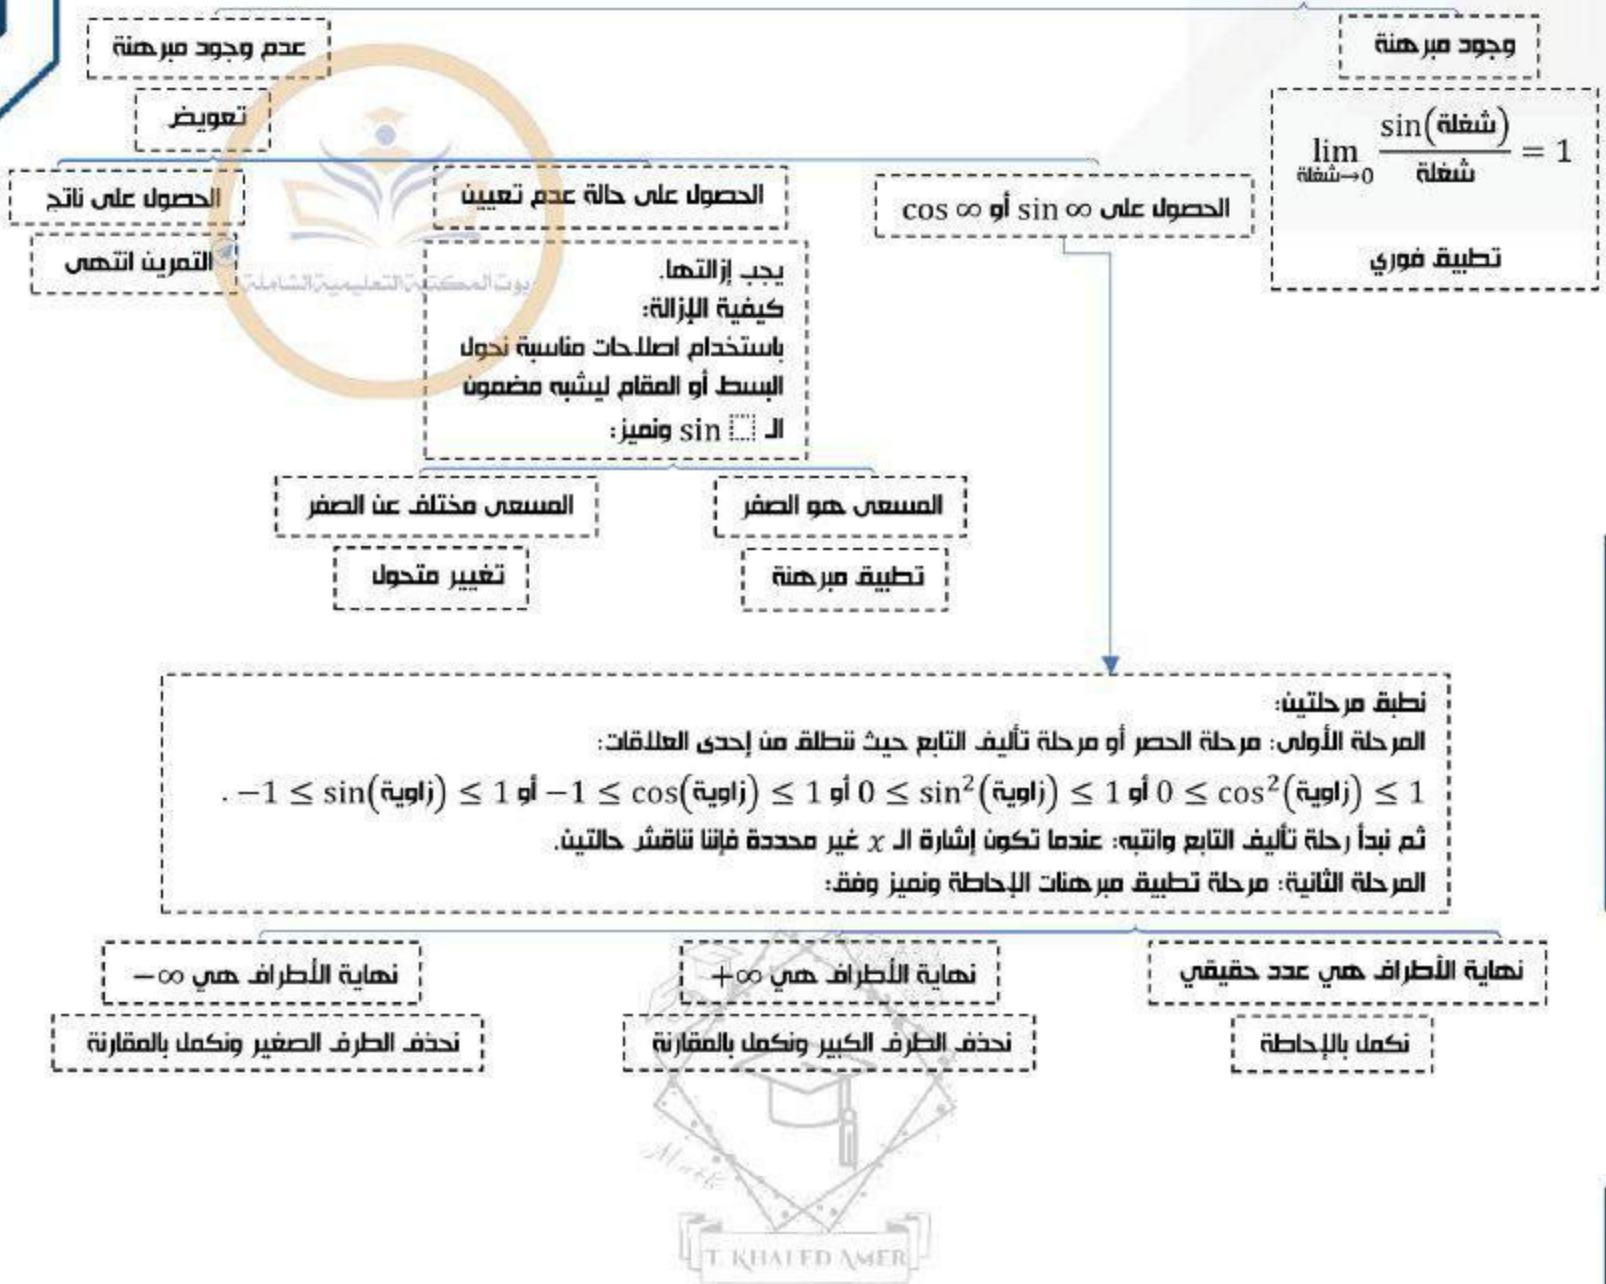 وجود مبرهنة
عدم وجود مبرهنة
lim شغلة→0 sin(شغلة) / شغلة = 1
تطبيق فوري
تعويض
الحصول على sin ∞ أو cos ∞
الحصول على حالة عدم تعيين
الحصول على ناتج
التمرين انتهى
يجب إزالتها.
كيفية الإزالة:
باستخدام اصلاحات مناسبة نحول
البسط أو المقام ليشبه مضمون
الـ sin ⬚ ونميز:
المسعى هو الصفر
المسعى مختلف عن الصفر
تطبيق مبرهنة
تغيير متحول
نطبق مرحلتين:
المرحلة الأولى: مرحلة الحصر أو مرحلة تأليف التابع حيث ننطلق من إحدى العلاقات:
0 ≤ cos²(زاوية) ≤ 1 أو 0 ≤ sin²(زاوية) ≤ 1 أو −1 ≤ cos(زاوية) ≤ 1 أو −1 ≤ sin(زاوية) ≤ 1 .
ثم نبدأ رحلة تأليف التابع وانتبه: عندما تكون إشارة الـ x غير محددة فإننا نناقش حالتين.
المرحلة الثانية: مرحلة تطبيق مبرهنات الإحاطة ونميز وفق:
نهاية الأطراف هي عدد حقيقي
نهاية الأطراف هي +∞
نهاية الأطراف هي −∞
نكمل بالإحاطة
نحذف الطرف الكبير ونكمل بالمقارنة
نحذف الطرف الصغير ونكمل بالمقارنة
T. KHALED AMER